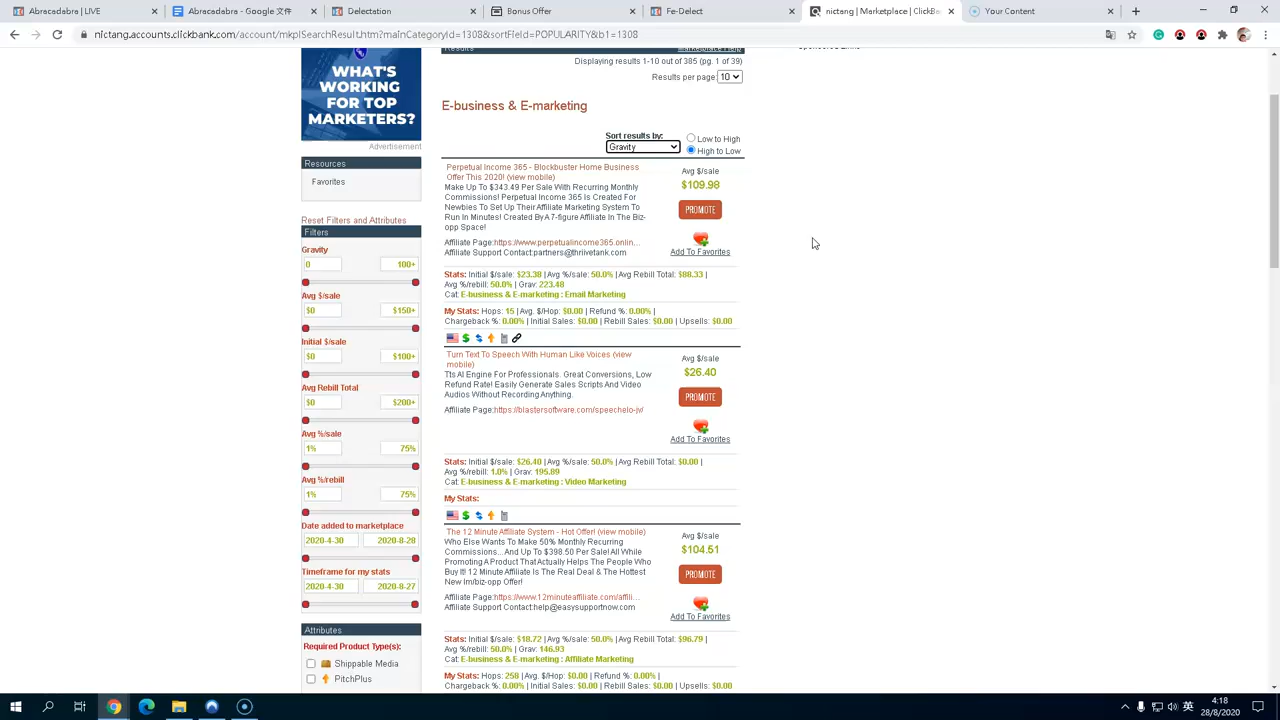 Abracadabra | LIVE
Abracadabra - Google 文件
Bonus Offer
Fe-Delect
nictang | Marketplace | ClickBa
Your Content
nictang.accounts.clickbank.com/account/mkplSearchResult.htm?mainCategoryId=1308&sortField=POPULARITY&b1=1308
WHAT'S
WORKING
FOR TOP
MARKETERS?
Advertisement
Resources
Favorites
Reset Filters and Attributes
Filters
Gravity
0 100+
Avg $/sale
$0 $150+
Initial $/sale
$0 $100+
Avg Rebill Total
$0 $200+
Avg %/sale
1% 75%
Avg %/rebill
1% 75%
Date added to marketplace
2020-4-30 2020-8-28
Timeframe for my stats
2020-4-30 2020-8-27
Attributes
Required Product Type(s):
Shippable Media
PitchPlus
Results Marketplace Help
Displaying results 1-10 out of 385 (pg. 1 of 39)
Results per page: 10
E-business & E-marketing
Sort results by: Low to High
Gravity High to Low
Perpetual Income 365 - Blockbuster Home Business
Offer This 2020! (view mobile)
Make Up To $343.49 Per Sale With Recurring Monthly
Commissions! Perpetual Income 365 Is Created For
Newbies To Set Up Their Affiliate Marketing System To
Run In Minutes! Created By A 7-figure Affiliate In The Biz-
opp Space!
Affiliate Page:https://www.perpetualincome365.onlin...
Affiliate Support Contact:partners@thriivetank.com
Avg $/sale
$109.98
PROMOTE
Add To Favorites
Stats: Initial $/sale: $23.38 | Avg %/sale: 50.0% | Avg Rebill Total: $88.33 |
Avg %/rebill: 50.0% | Grav: 223.48
Cat: E-business & E-marketing : Email Marketing
My Stats: Hops: 15 | Avg. $/Hop: $0.00 | Refund %: 0.00% |
Chargeback %: 0.00% | Initial Sales: $0.00 | Rebill Sales: $0.00 | Upsells: $0.00
Turn Text To Speech With Human Like Voices (view
mobile)
Tts AI Engine For Professionals. Great Conversions, Low
Refund Rate! Easily Generate Sales Scripts And Video
Audios Without Recording Anything.
Affiliate Page:https://blastersoftware.com/speechelo-jv/
Avg $/sale
$26.40
PROMOTE
Add To Favorites
Stats: Initial $/sale: $26.40 | Avg %/sale: 50.0% | Avg Rebill Total: $0.00 |
Avg %/rebill: 1.0% | Grav: 195.89
Cat: E-business & E-marketing : Video Marketing
My Stats:
The 12 Minute Affiliate System - Hot Offer! (view mobile)
Who Else Wants To Make 50% Monthly Recurring
Commissions... And Up To $398.50 Per Sale! All While
Promoting A Product That Actually Helps The People Who
Buy It! 12 Minute Affiliate Is The Real Deal & The Hottest
New Im/biz-opp Offer!
Affiliate Page:https://www.12minuteaffiliate.com/affili...
Affiliate Support Contact:help@easysupportnow.com
Avg $/sale
$104.51
PROMOTE
Add To Favorites
Stats: Initial $/sale: $18.72 | Avg %/sale: 50.0% | Avg Rebill Total: $96.79 |
Avg %/rebill: 50.0% | Grav: 146.93
Cat: E-business & E-marketing : Affiliate Marketing
My Stats: Hops: 258 | Avg. $/Hop: $0.00 | Refund %: 0.00% |
Chargeback %: 0.00% | Initial Sales: $0.00 | Rebill Sales: $0.00 | Upsells: $0.00
英
4:18
28/8/2020